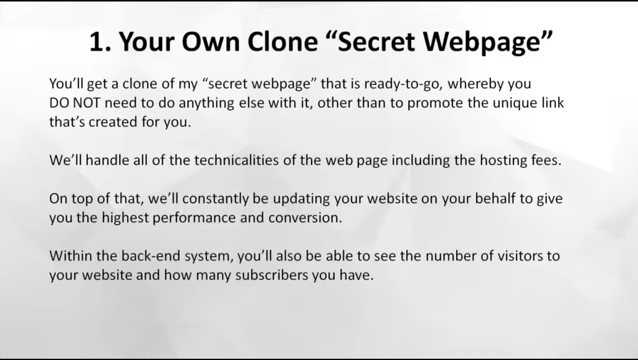 1. Your Own Clone “Secret Webpage”
You’ll get a clone of my “secret webpage” that is ready-to-go, whereby you
DO NOT need to do anything else with it, other than to promote the unique link
that’s created for you.
We’ll handle all of the technicalities of the web page including the hosting fees.
On top of that, we’ll constantly be updating your website on your behalf to give
you the highest performance and conversion.
Within the back-end system, you’ll also be able to see the number of visitors to
your website and how many subscribers you have.